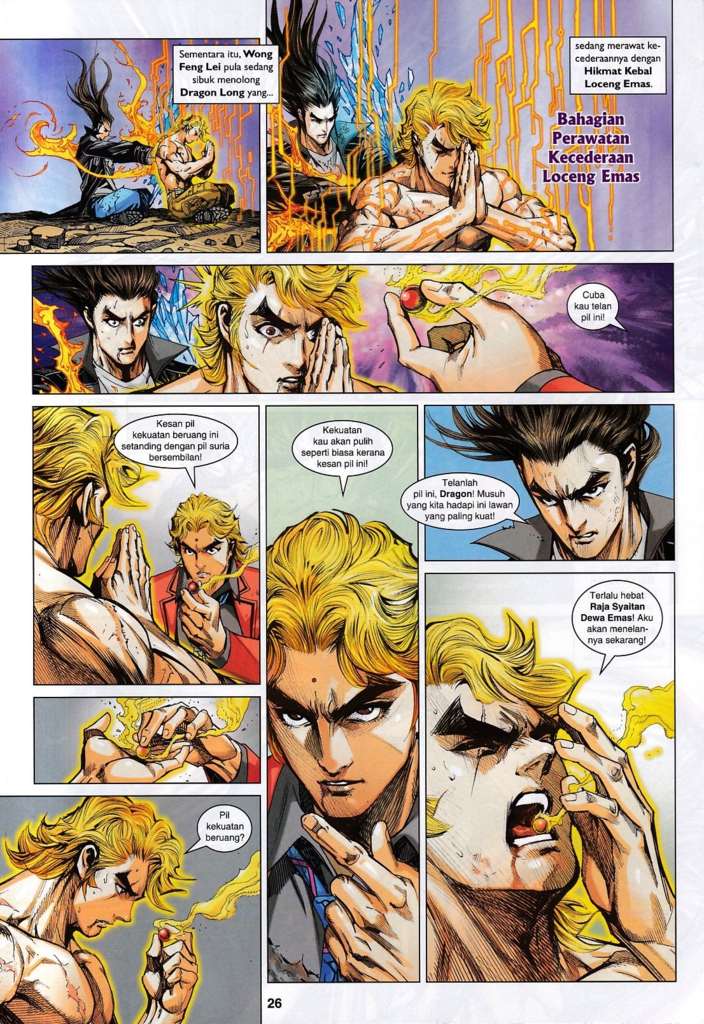 Sementara itu, Wong
Feng Lei pula sedang
sibuk menolong
Dragon Long yang...
sedang merawat ke-
cederaannya dengan
Hikmat Kebal
Loceng Emas.
Bahagian
Perawatan
Kecederaan
Loceng Emas
Cuba
kau telan
pil ini!
Kesan pil
kekuatan beruang ini
setanding dengan pil suria
bersembilan!
Kekuatan
kau akan pulih
seperti biasa kerana
kesan pil ini!
Telanlah
pil ini, Dragon! Musuh
yang kita hadapi ini lawan
yang paling kuat!
Terlalu hebat
Raja Syaitan
Dewa Emas! Aku
akan menelan-
nya sekarang!
Pil
kekuatan
beruang?
26